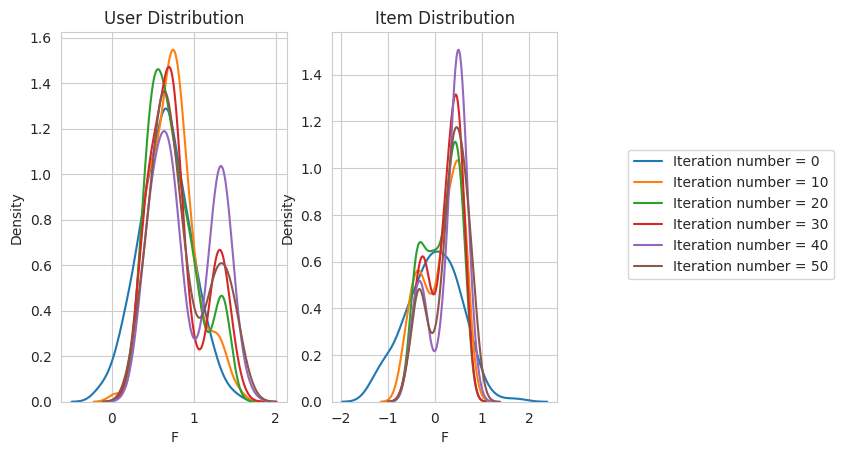 User Distribution
Item Distribution
1.6
1.4
1.2
1.0
0.8
0.6
0.4
0.2
0.0
Density
0
1
2
F
1.4
1.2
1.0
0.8
0.6
0.4
0.2
0.0
Density
−2
−1
0
1
2
F
Iteration number = 0
Iteration number = 10
Iteration number = 20
Iteration number = 30
Iteration number = 40
Iteration number = 50